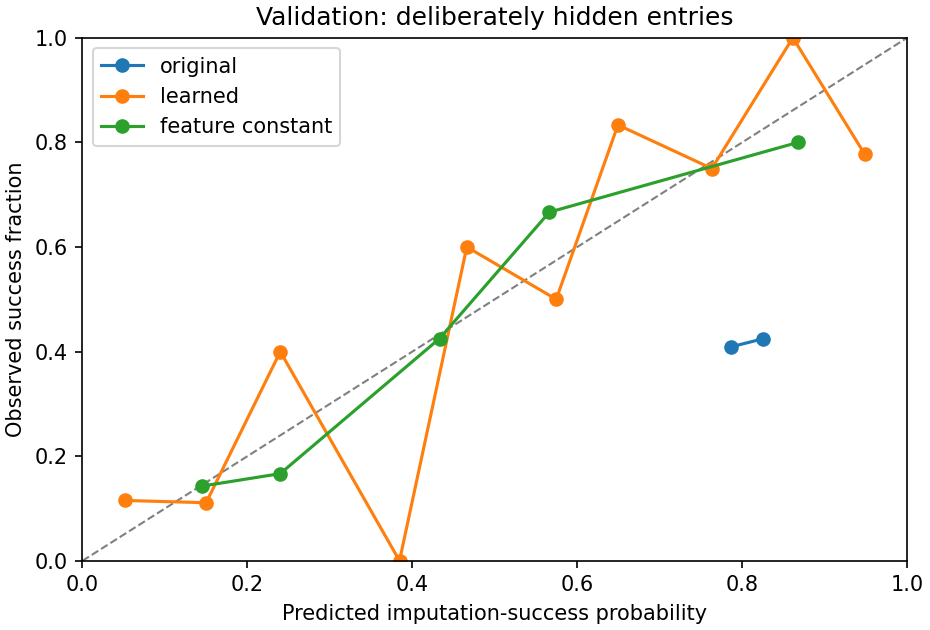 Validation: deliberately hidden entries
original
learned
feature constant
Observed success fraction
1.0
0.8
0.6
0.4
0.2
0.0
0.0 0.2 0.4 0.6 0.8 1.0
Predicted imputation-success probability